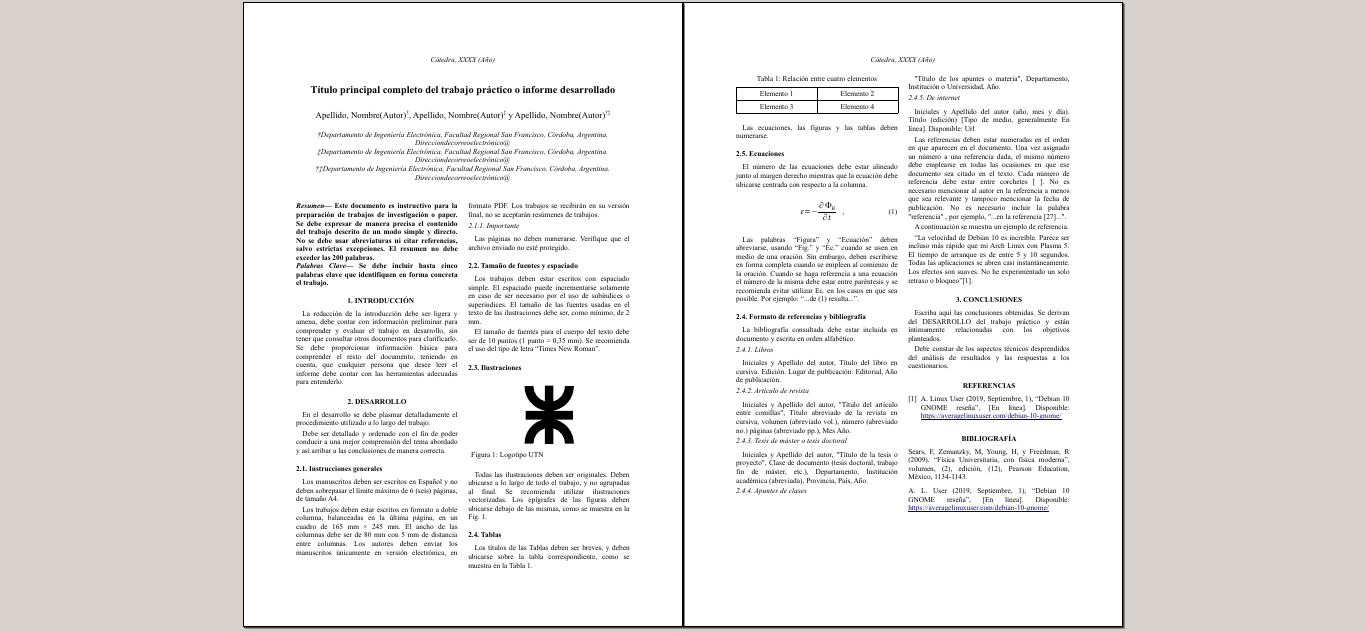 Cátedra, XXXX (Año)
Título principal completo del trabajo práctico o informe desarrollado
Apellido, Nombre(Autor)†, Apellido, Nombre(Autor)‡ y Apellido, Nombre(Autor)†‡
†Departamento de Ingeniería Electrónica, Facultad Regional San Francisco, Córdoba, Argentina.
Direcciondecorreoelectrónico@
‡Departamento de Ingeniería Electrónica, Facultad Regional San Francisco, Córdoba, Argentina.
Direcciondecorreoelectrónico@
†‡Departamento de Ingeniería Electrónica, Facultad Regional San Francisco, Córdoba, Argentina.
Direcciondecorreoelectrónico@
Resumen— Este documento es instructivo para la
preparación de trabajos de investigación o paper.
Se debe expresar de manera precisa el contenido
del trabajo descrito de un modo simple y directo.
No se debe usar abreviaturas ni citar referencias,
salvo estrictas excepciones. El resumen no debe
exceder las 200 palabras.
Palabras Clave— Se debe incluir hasta cinco
palabras clave que identifiquen en forma concreta
el trabajo.
1. INTRODUCCIÓN
La redacción de la introducción debe ser ligera y
amena, debe contar con información preliminar para
comprender y evaluar el trabajo en desarrollo, sin
tener que consultar otros documentos para clarificarlo.
Se debe proporcionar información básica para
comprender el resto del documento, teniendo en
cuenta, que cualquier persona que desee leer el
informe debe contar con las herramientas adecuadas
para entenderlo.
2. DESARROLLO
En el desarrollo se debe plasmar detalladamente el
procedimiento utilizado a lo largo del trabajo.
Debe ser detallado y ordenado con el fin de poder
conducir a una mejor comprensión del tema abordado
y así arribar a las conclusiones de manera correcta.
2.1. Instrucciones generales
Los manuscritos deben ser escritos en Español y no
deben sobrepasar el límite máximo de 6 (seis) páginas,
de tamaño A4.
Los trabajos deben estar escritos en formato a doble
columna, balanceadas en la última página, en un
cuadro de 165 mm × 245 mm. El ancho de las
columnas debe ser de 80 mm con 5 mm de distancia
entre columnas. Los autores deben enviar los
manuscritos únicamente en versión electrónica, en
formato PDF. Los trabajos se recibirán en su versión
final, no se aceptarán resúmenes de trabajos.
2.1.1. Importante
Las páginas no deben numerarse. Verifique que el
archivo enviado no esté protegido.
2.2. Tamaño de fuentes y espaciado
Los trabajos deben estar escritos con espaciado
simple. El espaciado puede incrementarse solamente
en caso de ser necesario por el uso de subíndices o
superíndices. El tamaño de las fuentes usadas en el
texto de las ilustraciones debe ser, como mínimo, de 2
mm.
El tamaño de fuentes para el cuerpo del texto debe
ser de 10 puntos (1 punto = 0,35 mm). Se recomienda
el uso del tipo de letra “Times New Roman”.
2.3. Ilustraciones
Figura 1: Logotipo UTN
Todas las ilustraciones deben ser originales. Deben
ubicarse a lo largo de todo el trabajo, y no agrupadas
al final. Se recomienda utilizar ilustraciones
vectorizadas. Los epígrafes de las figuras deben
ubicarse debajo de las mismas, como se muestra en la
Fig. 1.
2.4. Tablas
Los títulos de las Tablas deben ser breves, y deben
ubicarse sobre la tabla correspondiente, como se
muestra en la Tabla 1.
Cátedra, XXXX (Año)
Tabla 1: Relación entre cuatro elementos
Elemento 1 Elemento 2
Elemento 3 Elemento 4
Las ecuaciones, las figuras y las tablas deben
numerarse.
2.5. Ecuaciones
El número de las ecuaciones debe estar alineado
junto al margen derecho mientras que la ecuación debe
ubicarse centrada con respecto a la columna.
ε=−∂Φ_B/∂t , (1)
Las palabras “Figura” y “Ecuación” deben
abreviarse, usando “Fig.” y “Ec.” cuando se usen en
medio de una oración. Sin embargo, deben escribirse
en forma completa cuando se empleen al comienzo de
la oración. Cuando se haga referencia a una ecuación
el número de la misma debe estar entre paréntesis y se
recomienda evitar utilizar Ec. en los casos en que sea
posible. Por ejemplo: “...de (1) resulta...”.
2.4. Formato de referencias y bibliografía
La bibliografía consultada debe estar incluida en
documento y escrita en orden alfabético.
2.4.1. Libros
Iniciales y Apellido del autor, Título del libro en
cursiva. Edición. Lugar de publicación: Editorial, Año
de publicación.
2.4.2. Artículo de revista
Iniciales y Apellido del autor, "Título del artículo
entre comillas", Título abreviado de la revista en
cursiva, volumen (abreviado vol.), número (abreviado
no.) páginas (abreviado pp.), Mes Año.
2.4.3. Tesis de máster o tesis doctoral
Iniciales y Apellido del autor, "Título de la tesis o
proyecto", Clase de documento (tesis doctoral, trabajo
fin de máster, etc.), Departamento, Institución
académica (abreviada), Provincia, País, Año.
2.4.4. Apuntes de clases
"Título de los apuntes o materia", Departamento,
Institución o Universidad, Año.
2.4.5. De internet
Iniciales y Apellido del autor (año, mes y día).
Título (edición) [Tipo de medio, generalmente En
línea]. Disponible: Url
Las referencias deben estar numeradas en el orden
en que aparecen en el documento. Una vez asignado
un número a una referencia dada, el mismo número
debe emplearse en todas las ocasiones en que ese
documento sea citado en el texto. Cada número de
referencia debe estar entre corchetes [ ]. No es
necesario mencionar al autor en la referencia a menos
que sea relevante y tampoco mencionar la fecha de
publicación. No es necesario incluir la palabra
"referencia" , por ejemplo, "...en la referencia [27]...".
A continuación se muestra un ejemplo de referencia.
“La velocidad de Debian 10 es increíble. Parece ser
incluso más rápido que mi Arch Linux con Plasma 5.
El tiempo de arranque es de entre 5 y 10 segundos.
Todas las aplicaciones se abren casi instantáneamente.
Los efectos son suaves. No he experimentado un solo
retraso o bloqueo”[1].
3. CONCLUSIONES
Escriba aquí las conclusiones obtenidas. Se derivan
del DESARROLLO del trabajo práctico y están
íntimamente relacionadas con los objetivos
planteados.
Debe constar de los aspectos técnicos desprendidos
del análisis de resultados y las respuestas a los
cuestionarios.
REFERENCIAS
[1] A. Linux User (2019, Septiembre, 1), “Debian 10
GNOME reseña”, [En línea]. Disponible:
https://averagelinuxuser.com/debian-10-gnome/
BIBLIOGRAFÍA
Sears, F, Zemanzky, M, Young, H, y Freedman, R
(2009). “Física Universitaria, con física moderna”,
volumen, (2), edición, (12), Pearson Education,
México, 1134-1143.
A. L. User (2019, Septiembre, 1), “Debian 10
GNOME reseña”, [En línea]. Disponible:
https://averagelinuxuser.com/debian-10-gnome/